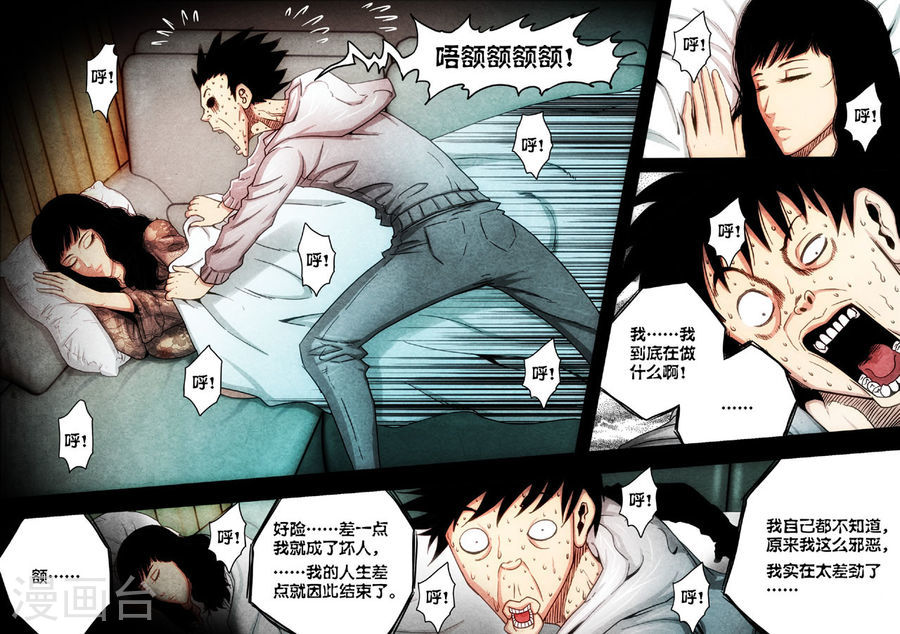 唔额额额额！
呼！
呼！
呼！
呼！
呼！
呼！
呼！
呼！
呼！
呼！
我……我
到底在做
什么啊！
……
我自己都不知道，
原来我这么邪恶，
我实在太差劲了
……
呼！
呼！
好险……差一点
我就成了坏人，
……我的人生差
点就因此结束了。
呼！
额……
漫画台